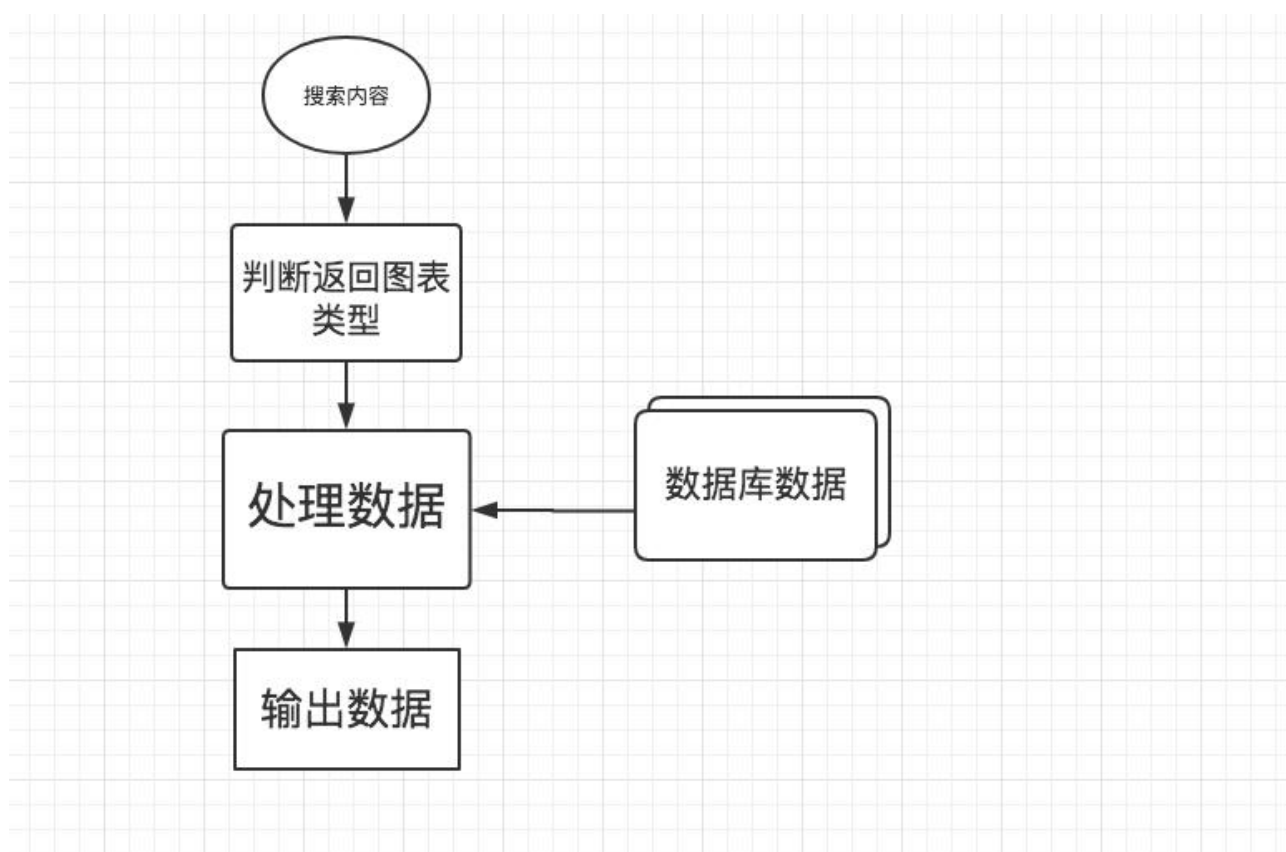 搜索内容
判断返回图表
类型
处理数据
数据库数据
输出数据